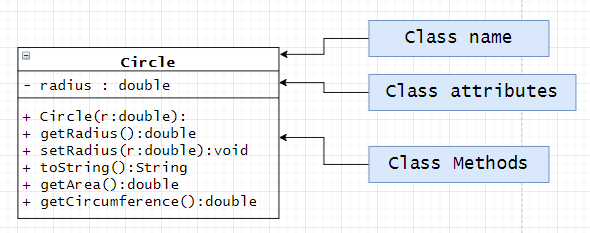 Circle
- radius : double
+ Circle(r:double):
+ getRadius():double
+ setRadius(r:double):void
+ toString():String
+ getArea():double
+ getCircumference():double
Class name
Class attributes
Class Methods